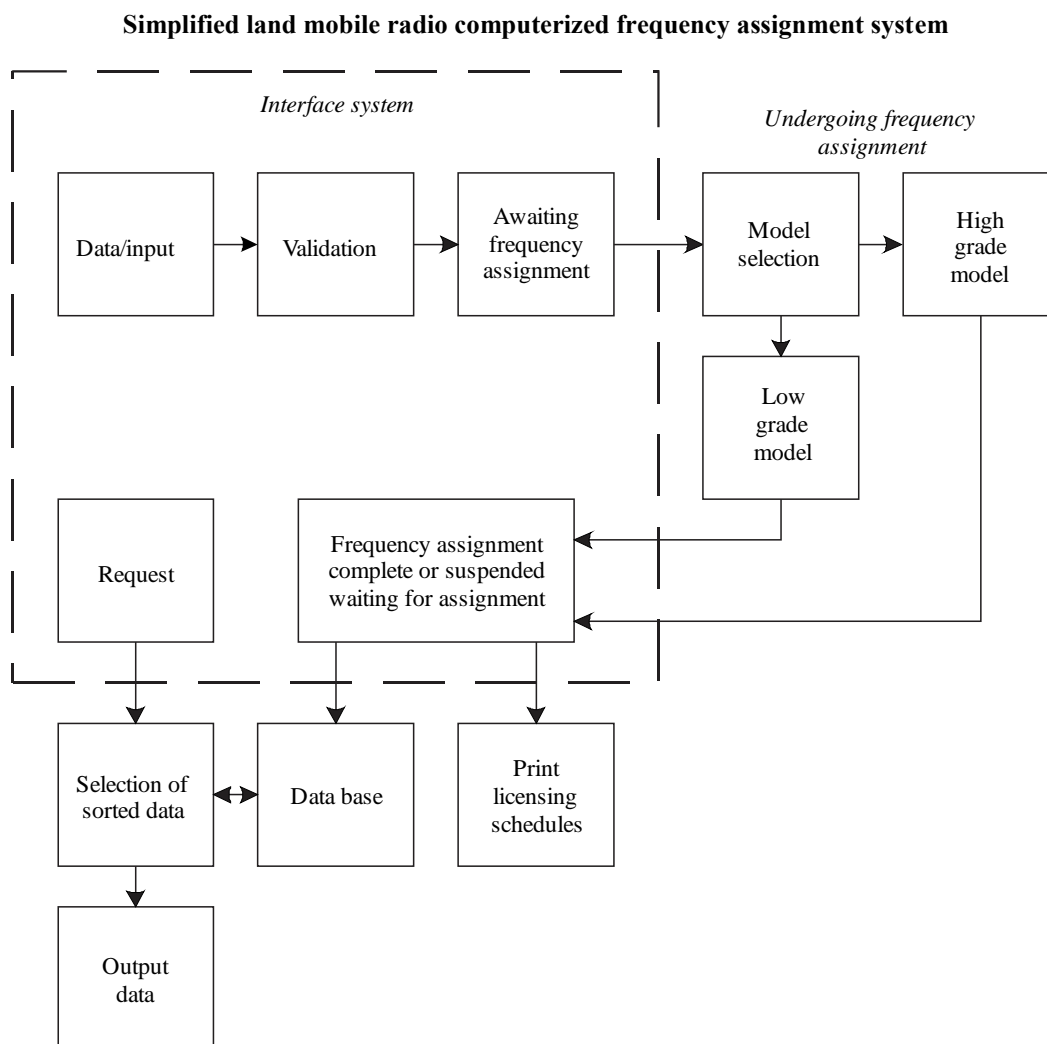 Simplified land mobile radio computerized frequency assignment system
Interface system
Undergoing frequency
assignment
Data/input
Validation
Awaiting
frequency
assignment
Model
selection
High
grade
model
Low
grade
model
Request
Frequency assignment
complete or suspended
waiting for assignment
Selection of
sorted data
Data base
Print
licensing
schedules
Output
data